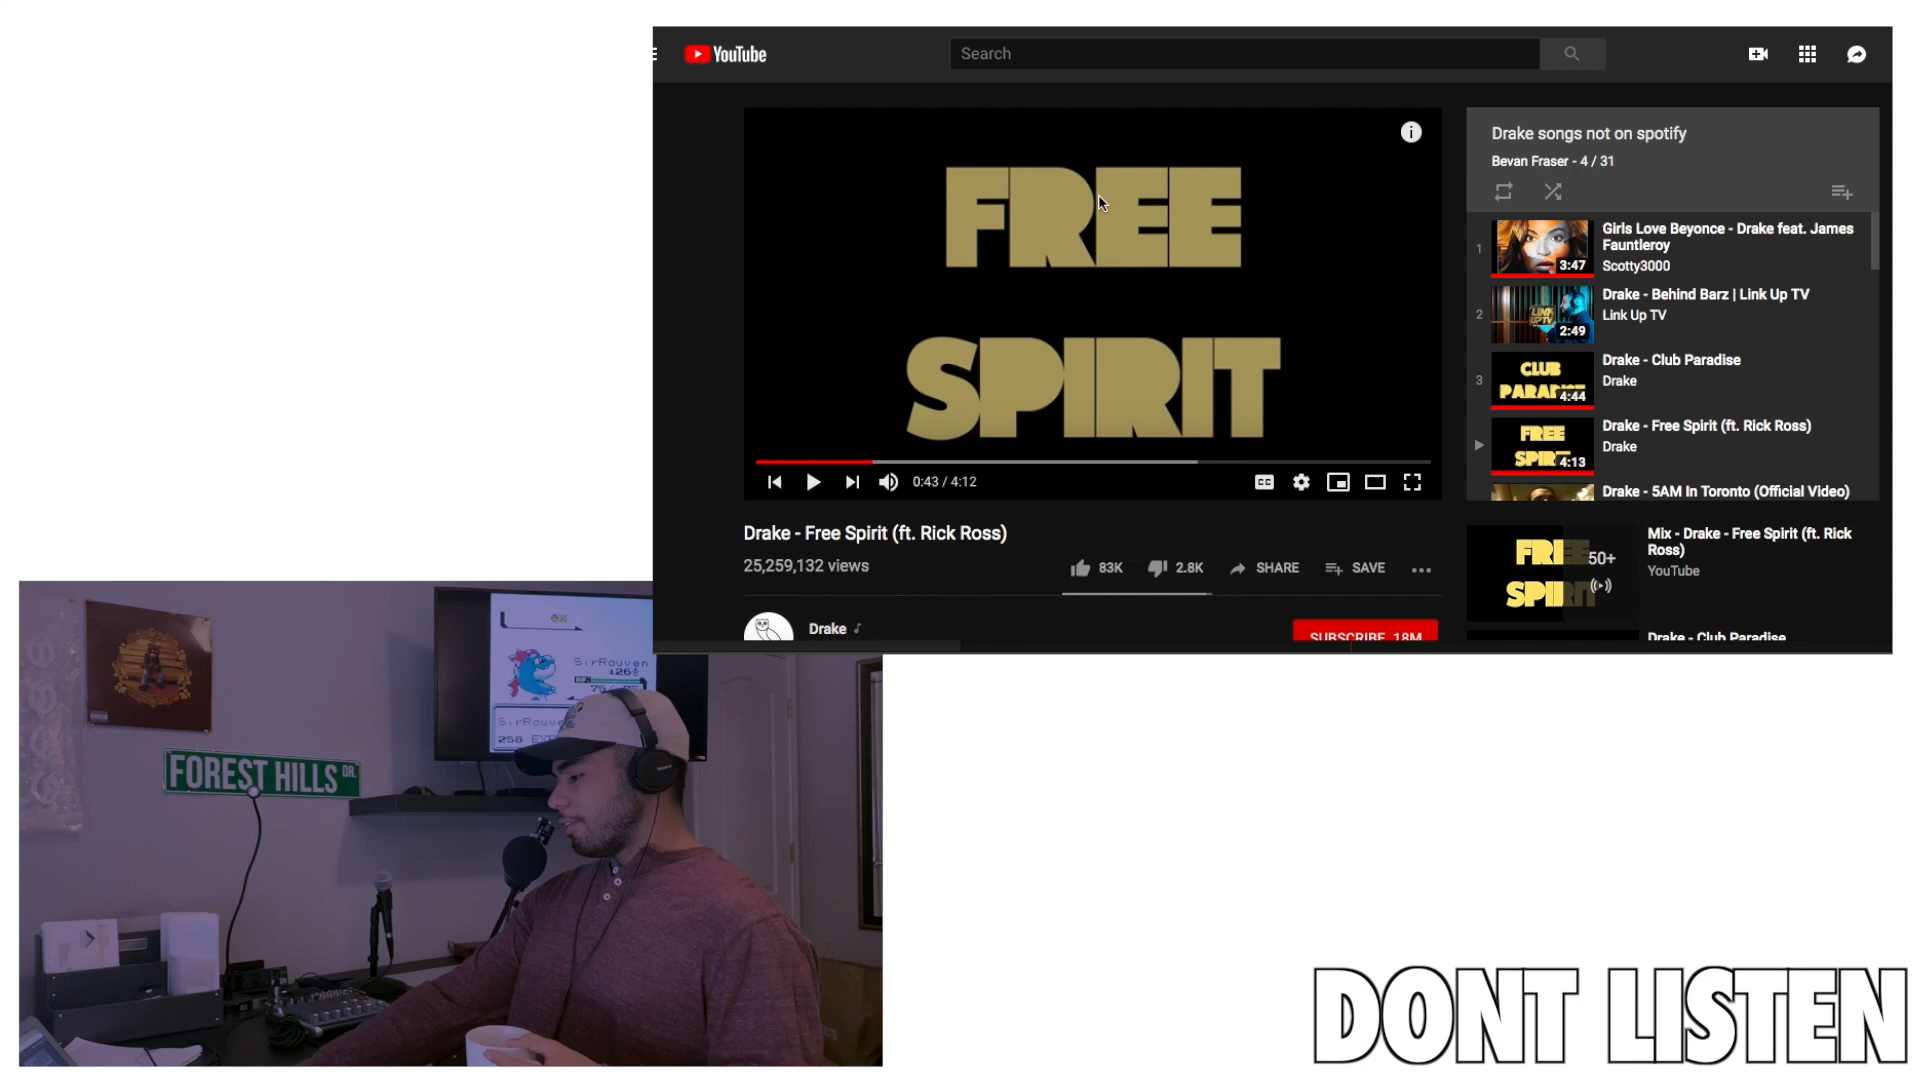 YouTube
Search
FREE
SPIRIT
0:43 / 4:12
CC
Drake - Free Spirit (ft. Rick Ross)
25,259,132 views
83K
2.8K
SHARE
SAVE
Drake
SUBSCRIBE 18M
Drake songs not on spotify
Bevan Fraser - 4 / 31
1
3:47
Girls Love Beyonce - Drake feat. James
Fauntleroy
Scotty3000
2
LINK
UP TV
2:49
Drake - Behind Barz | Link Up TV
Link Up TV
3
CLUB
4:44
Drake - Club Paradise
Drake
FREE
4:13
Drake - Free Spirit (ft. Rick Ross)
Drake
Drake - 5AM In Toronto (Official Video)
50+
Mix - Drake - Free Spirit (ft. Rick
Ross)
YouTube
Drake - Club Paradise
SirRouven
FOREST HILLS DR.
258
DONT LISTEN